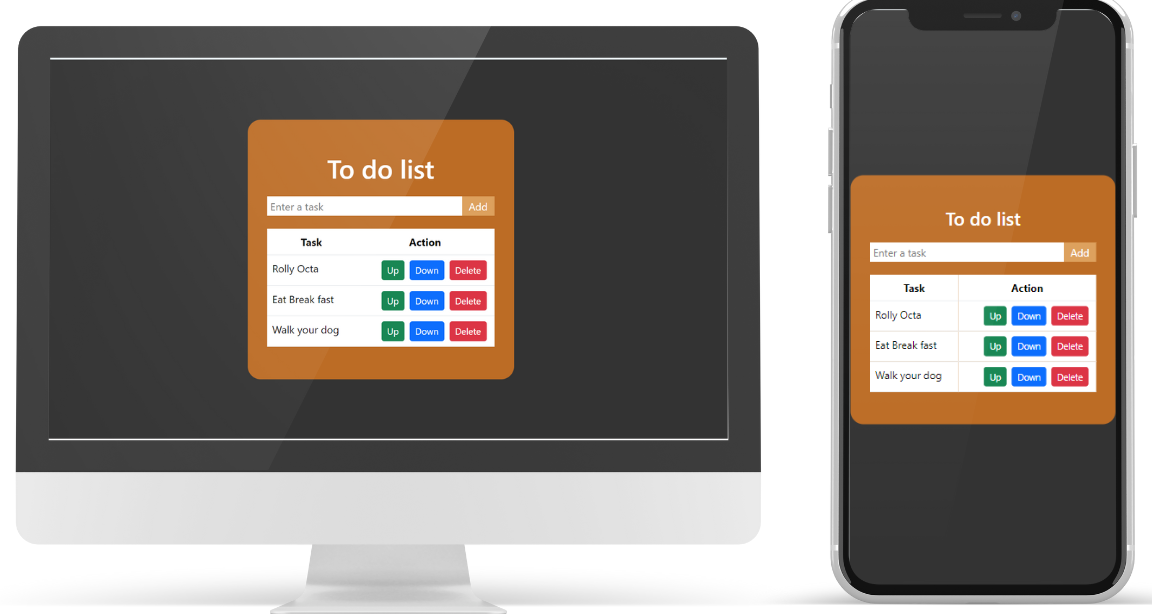 To do list
Enter a task Add
Task Action
Rolly Octa Up Down Delete
Eat Break fast Up Down Delete
Walk your dog Up Down Delete
To do list
Enter a task Add
Task Action
Rolly Octa Up Down Delete
Eat Break fast Up Down Delete
Walk your dog Up Down Delete